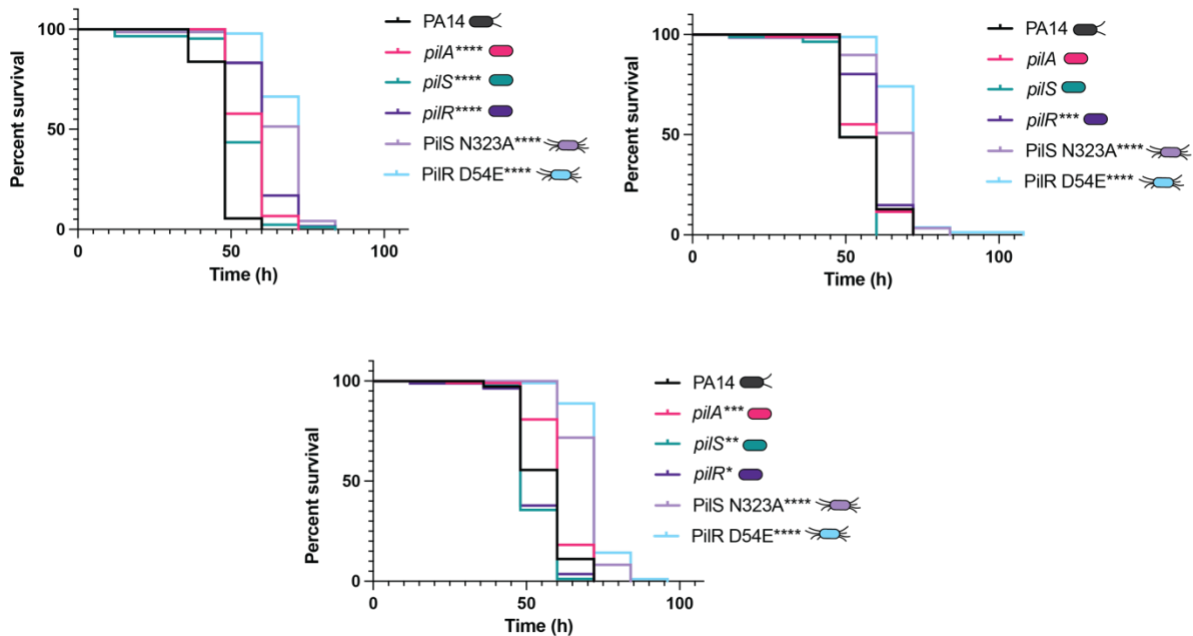 100
50
0
Percent survival
0
50
100
Time (h)
PA14
pilA****
pilS****
pilR****
PilS N323A****
PilR D54E****
100
50
0
Percent survival
0
50
100
Time (h)
PA14
pilA
pilS
pilR***
PilS N323A****
PilR D54E****
100
50
0
Percent survival
0
50
100
Time (h)
PA14
pilA***
pilS**
pilR*
PilS N323A****
PilR D54E****